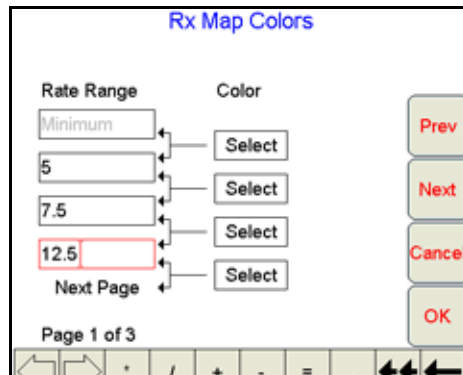 Rx Map Colors
Rate Range Color
Minimum
Select
5
Select
7.5
Select
12.5
Select
Next Page
Page 1 of 3
Prev
Next
Cancel
OK
* / + - =